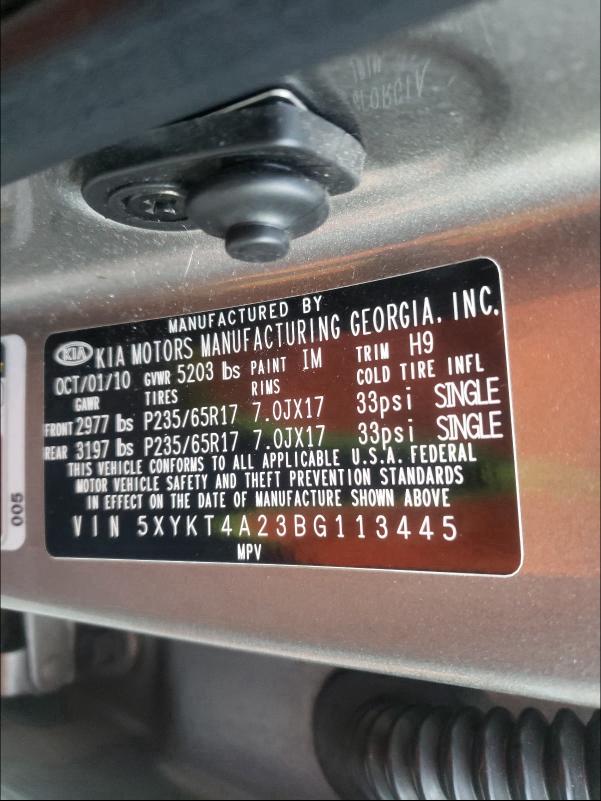 MANUFACTURED BY
KIA KIA MOTORS MANUFACTURING GEORGIA, INC.
OCT/01/10 GVWR 5203 lbs PAINT IM TRIM H9
GAWR TIRES RIMS COLD TIRE INFL
FRONT 2977 lbs P235/65R17 7.0JX17 33psi SINGLE
REAR 3197 lbs P235/65R17 7.0JX17 33psi SINGLE
THIS VEHICLE CONFORMS TO ALL APPLICABLE U.S.A. FEDERAL
MOTOR VEHICLE SAFETY AND THEFT PREVENTION STANDARDS
IN EFFECT ON THE DATE OF MANUFACTURE SHOWN ABOVE
VIN 5XYKT4A23BG113445
MPV
005